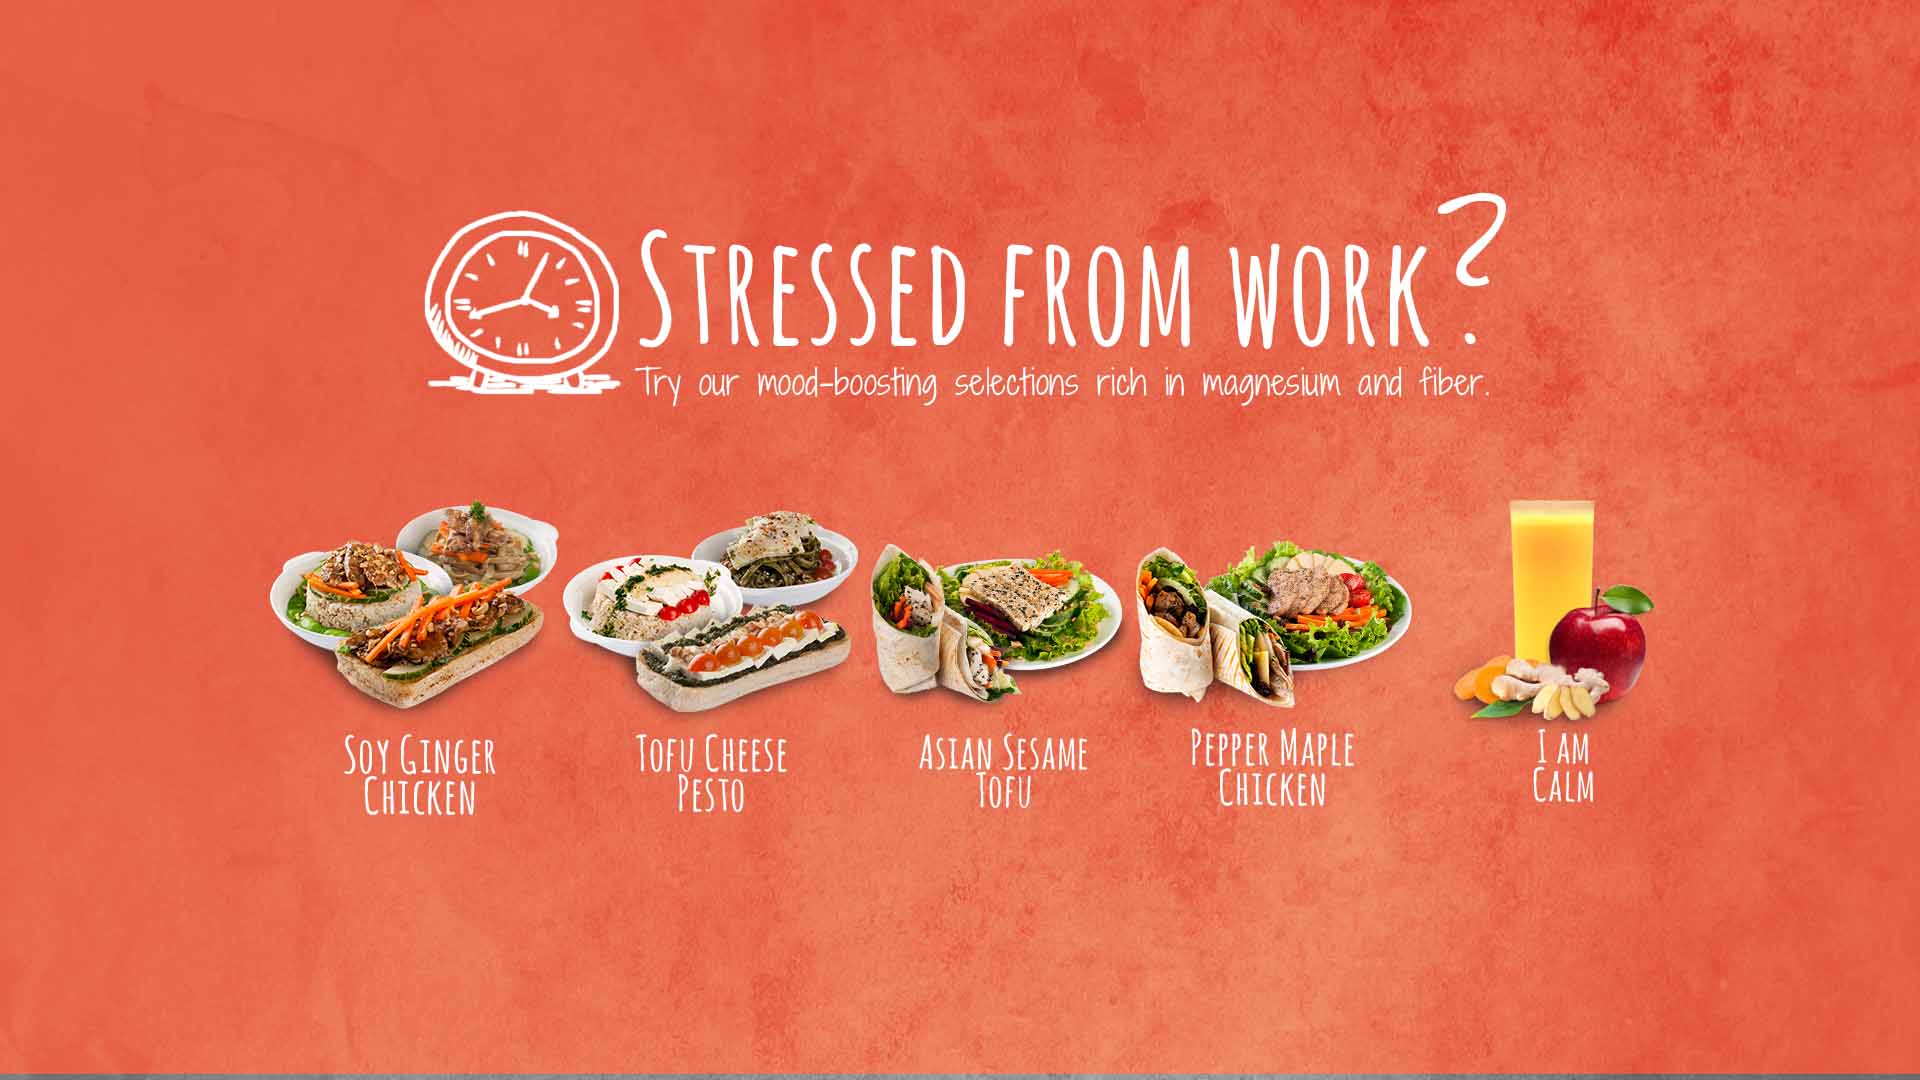 STRESSED FROM WORK?
Try our mood-boosting selections rich in magnesium and fiber.
SOY GINGER
CHICKEN
TOFU CHEESE
PESTO
ASIAN SESAME
TOFU
PEPPER MAPLE
CHICKEN
I AM
CALM